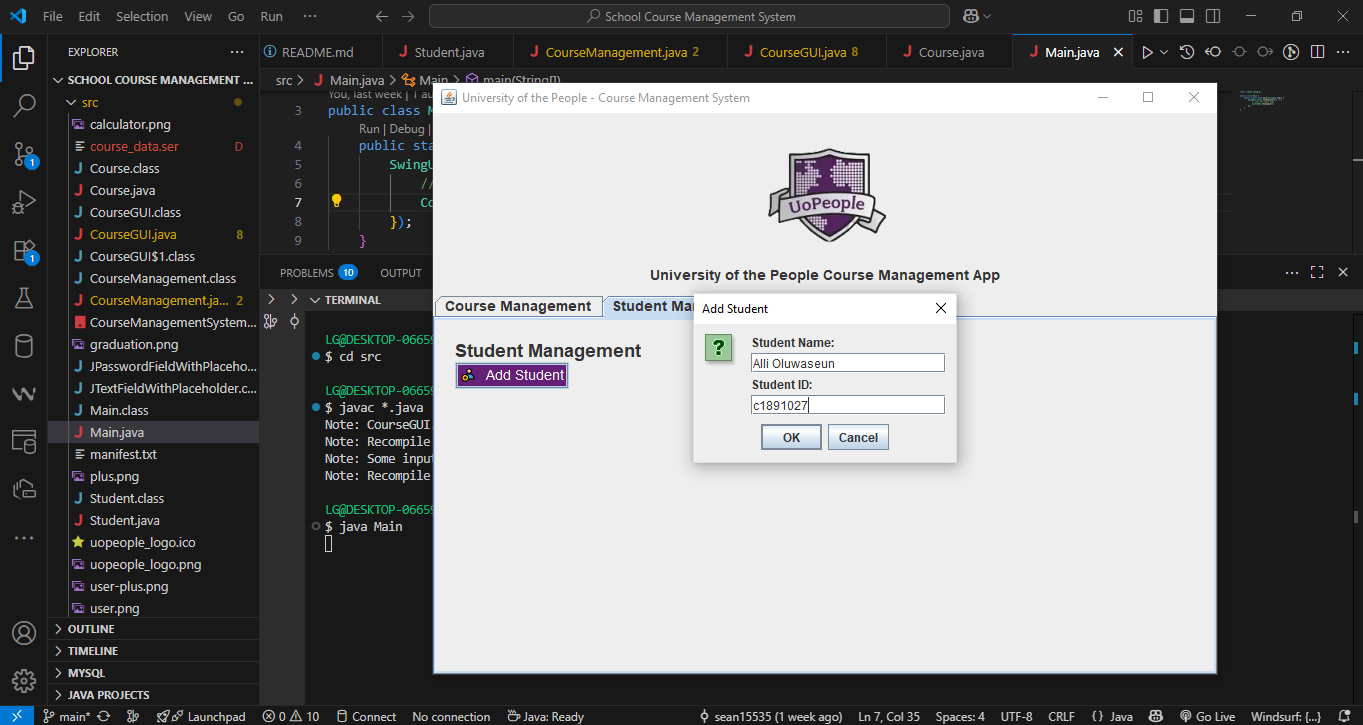 File Edit Selection View Go Run ···
School Course Management System
EXPLORER
README.md
Student.java
CourseManagement.java 2
CourseGUI.java 8
Course.java
Main.java
SCHOOL COURSE MANAGEMENT ...
src
calculator.png
course_data.ser D
Course.class
Course.java
CourseGUI.class
CourseGUI.java 8
CourseGUI$1.class
CourseManagement.class
CourseManagement.ja... 2
CourseManagementSystem...
graduation.png
JPasswordFieldWithPlaceho...
JTextFieldWithPlaceholder.c...
Main.class
Main.java
manifest.txt
plus.png
Student.class
Student.java
uopeople_logo.ico
uopeople_logo.png
user-plus.png
user.png
OUTLINE
TIMELINE
MYSQL
JAVA PROJECTS
1
1
src > Main.java > Main > main(String[])
You, last week | 1 au
3 public class M
Run | Debug |
4 public sta
5 SwingU
6 //
7 Co
8 });
9 }
PROBLEMS 10 OUTPUT
TERMINAL
LG@DESKTOP-06659
$ cd src
LG@DESKTOP-06659
$ javac *.java
Note: CourseGUI
Note: Recompile
Note: Some input
Note: Recompile
LG@DESKTOP-06659
$ java Main
University of the People - Course Management System
UoPeople
University of the People Course Management App
Course Management
Student Mar
Student Management
Add Student
Add Student
?
Student Name:
Alli Oluwaseun
Student ID:
c1891027
OK Cancel
main* Launchpad 0 10 Connect No connection Java: Ready sean15535 (1 week ago) Ln 7, Col 35 Spaces: 4 UTF-8 CRLF {} Java Go Live Windsurf: {...}